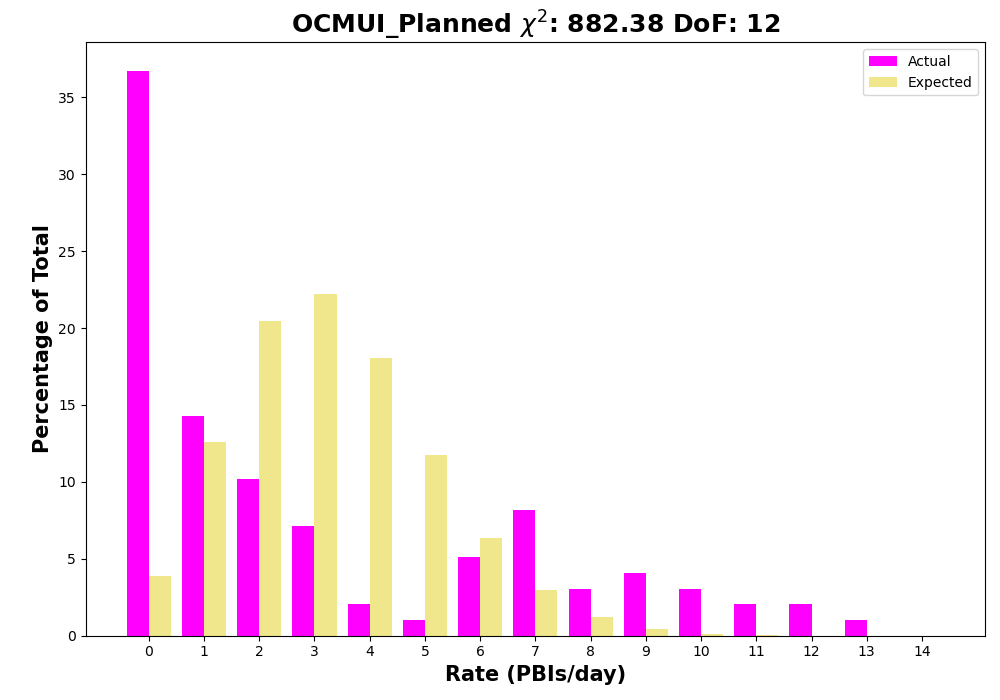 OCMUI_Planned χ²: 882.38 DoF: 12
Actual
Expected
Percentage of Total
35
30
25
20
15
10
5
0
0 1 2 3 4 5 6 7 8 9 10 11 12 13 14
Rate (PBIs/day)